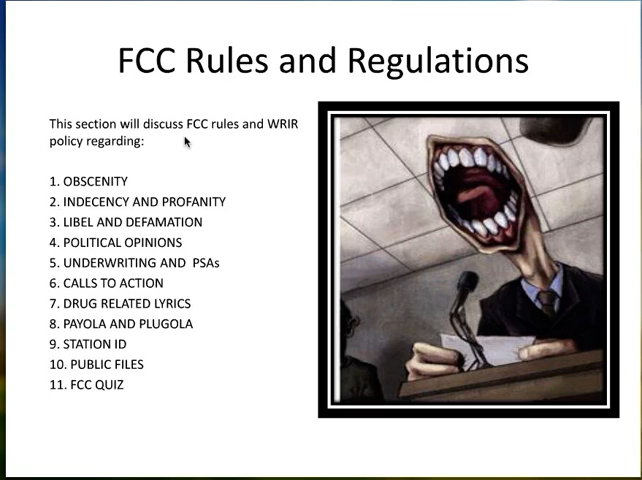 FCC Rules and Regulations
This section will discuss FCC rules and WRIR
policy regarding:
1. OBSCENITY
2. INDECENCY AND PROFANITY
3. LIBEL AND DEFAMATION
4. POLITICAL OPINIONS
5. UNDERWRITING AND  PSAs
6. CALLS TO ACTION
7. DRUG RELATED LYRICS
8. PAYOLA AND PLUGOLA
9. STATION ID
10. PUBLIC FILES
11. FCC QUIZ